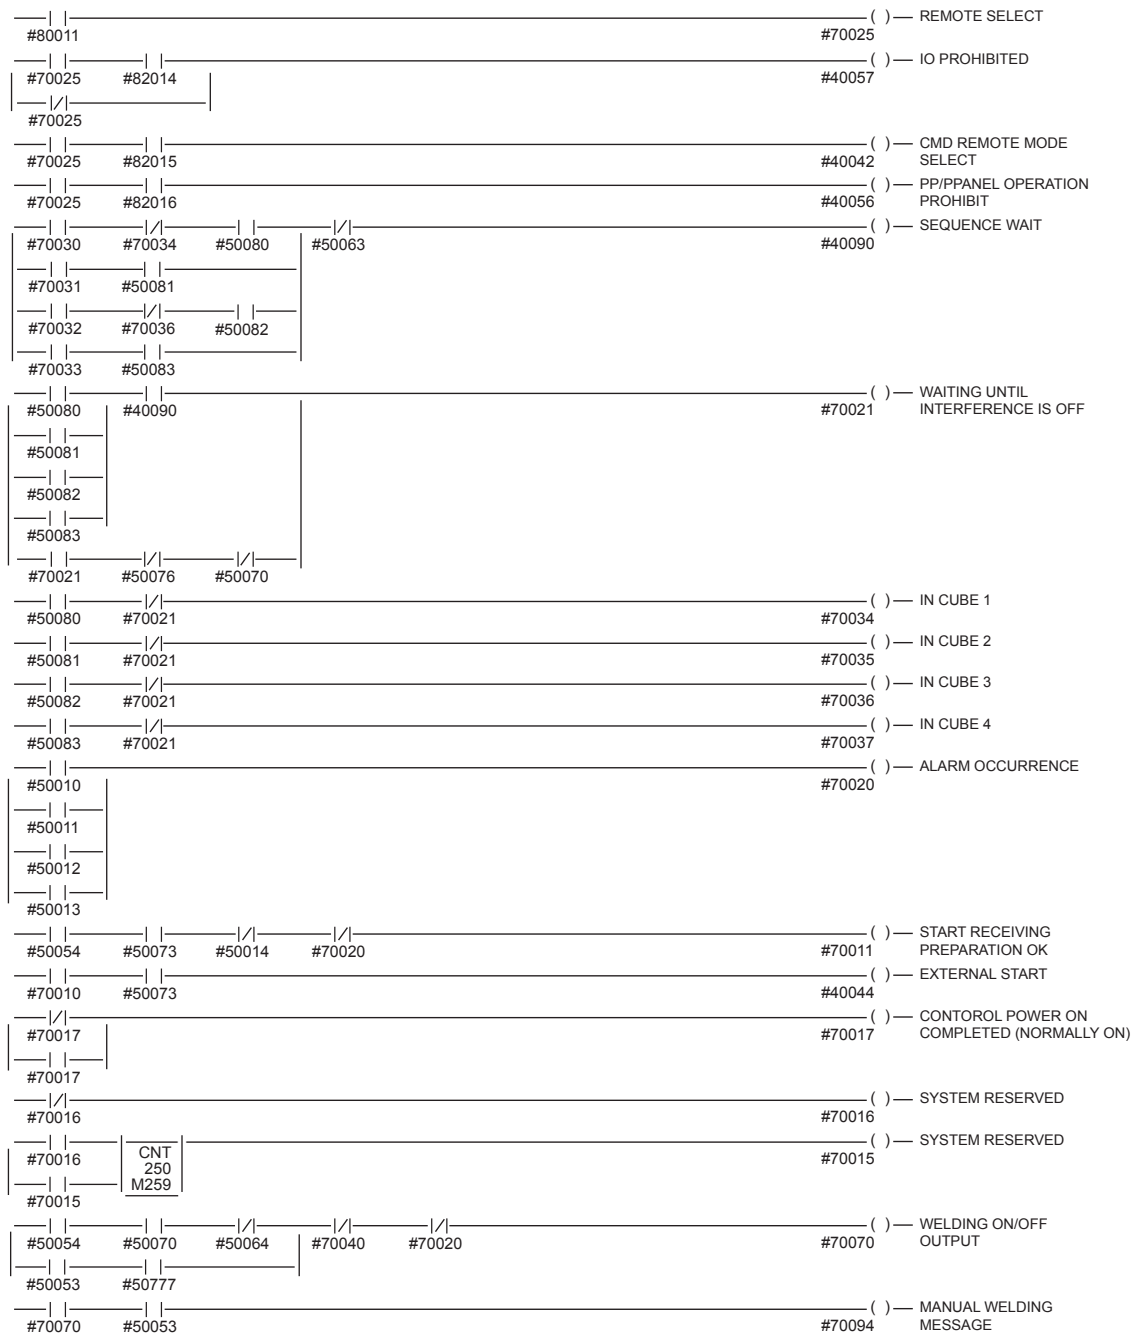 REMOTE SELECT
#80011 #70025
IO PROHIBITED
#70025 #82014 #40057
#70025
CMD REMOTE MODE
#70025 #82015 #40042 SELECT
PP/PPANEL OPERATION
#70025 #82016 #40056 PROHIBIT
SEQUENCE WAIT
#70030 #70034 #50080 #50063 #40090
#70031 #50081
#70032 #70036 #50082
#70033 #50083
WAITING UNTIL
#50080 #40090 #70021 INTERFERENCE IS OFF
#50081
#50082
#50083
#70021 #50076 #50070
IN CUBE 1
#50080 #70021 #70034
IN CUBE 2
#50081 #70021 #70035
IN CUBE 3
#50082 #70021 #70036
IN CUBE 4
#50083 #70021 #70037
ALARM OCCURRENCE
#50010 #70020
#50011
#50012
#50013
START RECEIVING
#50054 #50073 #50014 #70020 #70011 PREPARATION OK
EXTERNAL START
#70010 #50073 #40044
CONTOROL POWER ON
#70017 #70017 COMPLETED (NORMALLY ON)
#70017
SYSTEM RESERVED
#70016 #70016
SYSTEM RESERVED
#70016 CNT #70015
250
M259
#70015
WELDING ON/OFF
#50054 #50070 #50064 #70040 #70020 #70070 OUTPUT
#50053 #50777
MANUAL WELDING
#70070 #50053 #70094 MESSAGE